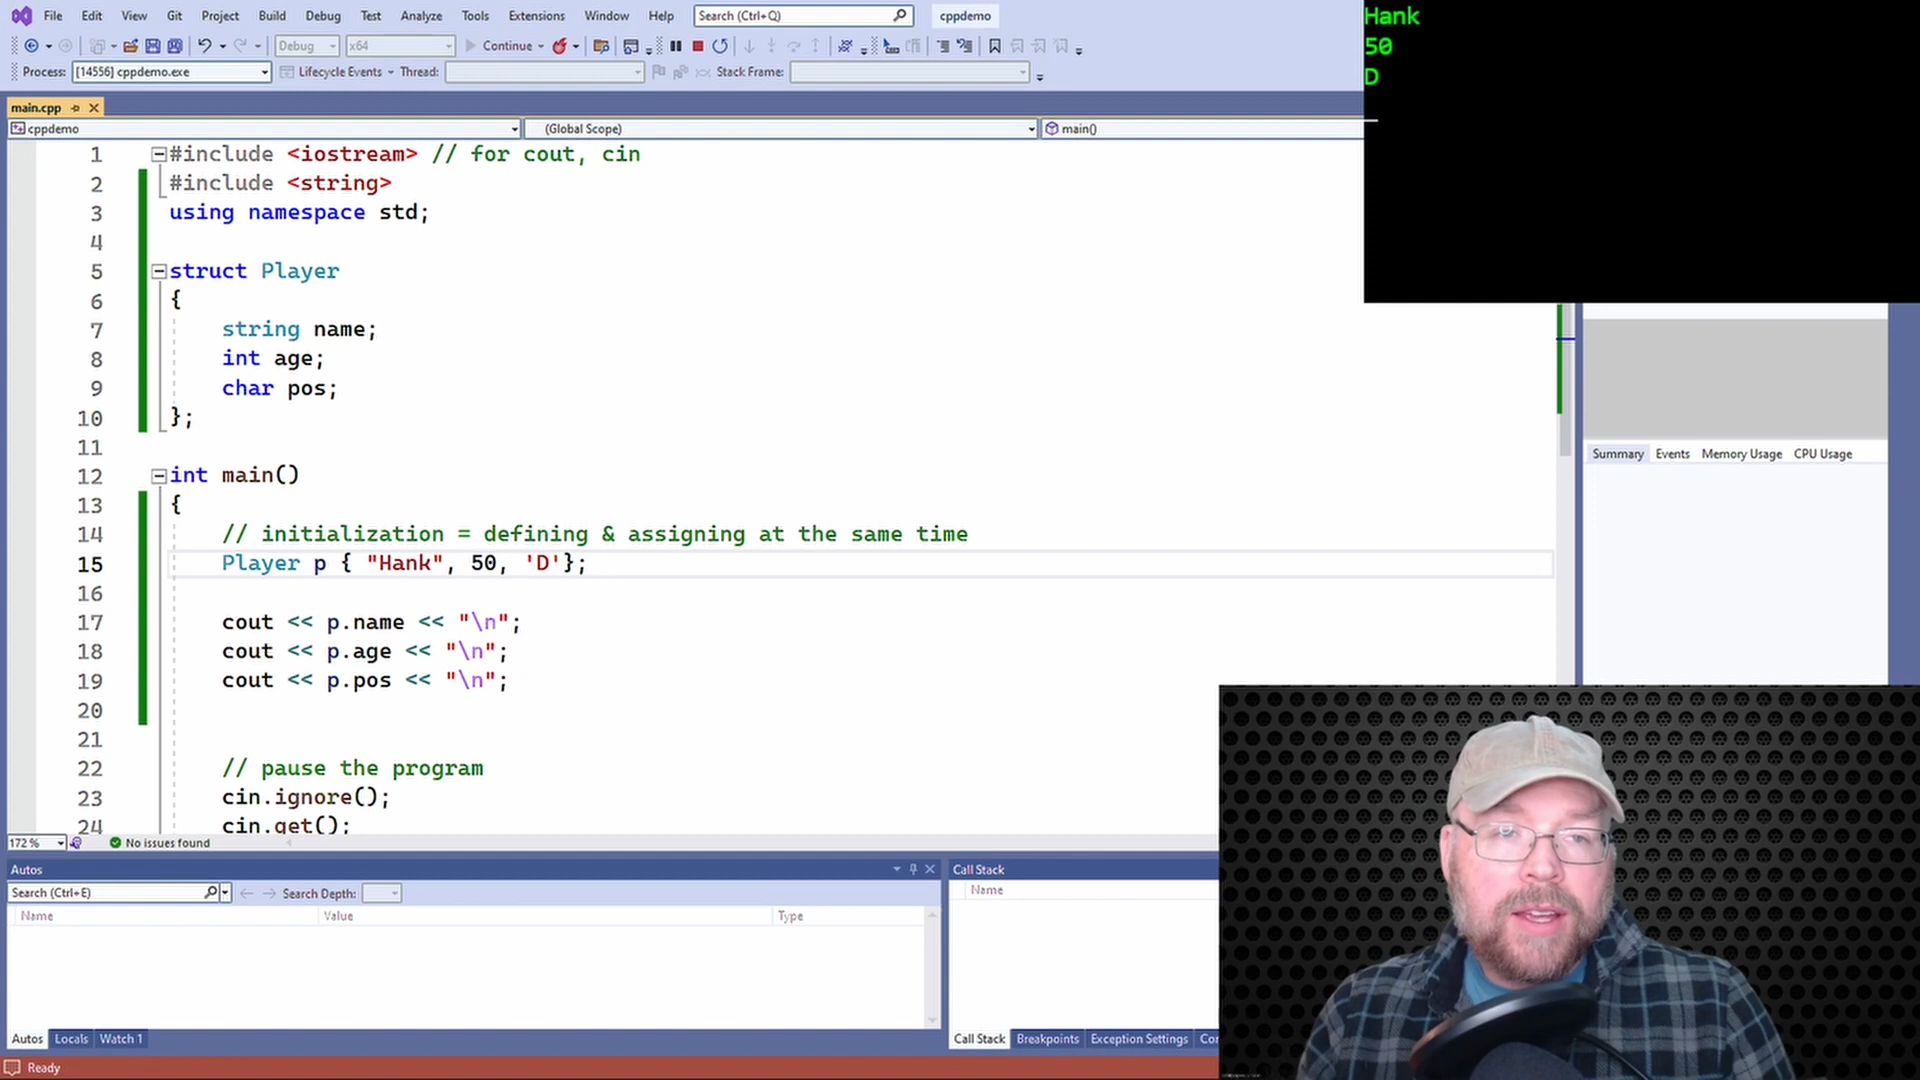 File Edit View Git Project Build Debug Test Analyze Tools Extensions Window Help Search (Ctrl+Q) cppdemo
Debug x64 Continue
Process: [14556] cppdemo.exe Lifecycle Events Thread: Stack Frame:
Hank
50
D
main.cpp
cppdemo (Global Scope) main()
1 #include <iostream> // for cout, cin
2 #include <string>
3 using namespace std;
4
5 struct Player
6 {
7 string name;
8 int age;
9 char pos;
10 };
11
12 int main()
13 {
14 // initialization = defining & assigning at the same time
15 Player p { "Hank", 50, 'D'};
16
17 cout << p.name << "\n";
18 cout << p.age << "\n";
19 cout << p.pos << "\n";
20
21
22 // pause the program
23 cin.ignore();
24 cin.get();
Summary Events Memory Usage CPU Usage
172 % No issues found
Autos
Search (Ctrl+E) Search Depth:
Name Value Type
Call Stack
Name
Autos Locals Watch 1
Call Stack Breakpoints Exception Settings Co
Ready